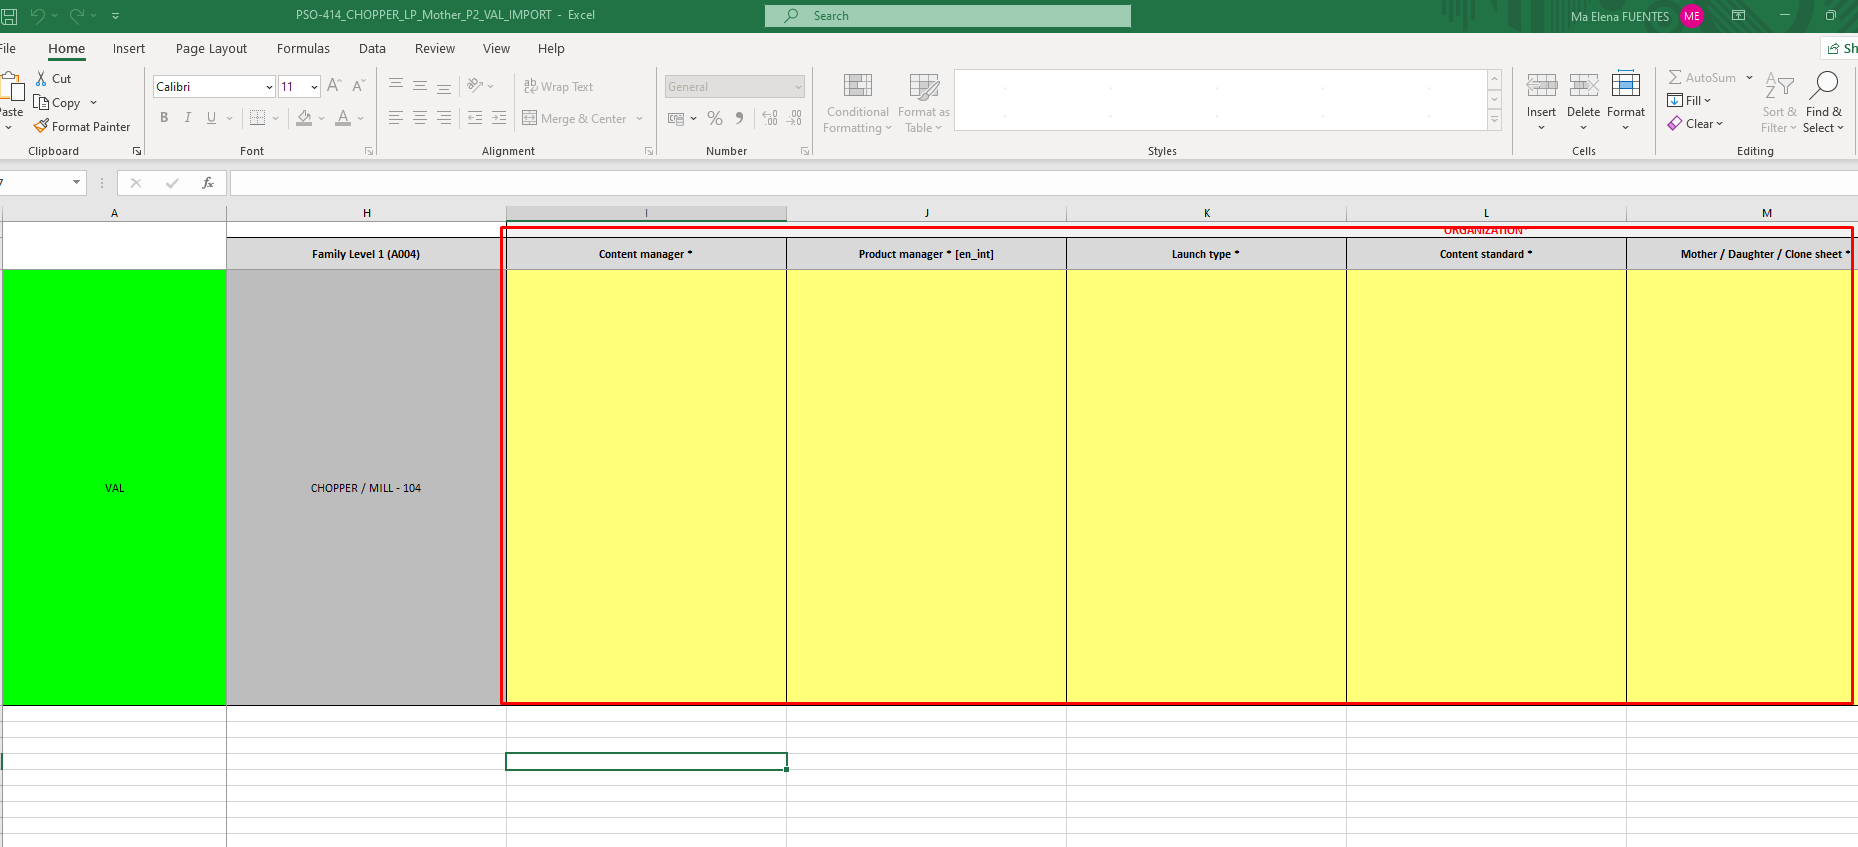 PSO-414_CHOPPER_LP_Mother_P2_VAL_IMPORT - Excel
Search
Ma Elena FUENTES
ME
File Home Insert Page Layout Formulas Data Review View Help
Sh
Cut
Copy
Format Painter
Paste
Clipboard
Calibri 11
B I U
Font
Wrap Text
Merge & Center
Alignment
General
Number
Conditional Formatting
Format as Table
Styles
Insert Delete Format
Cells
AutoSum
Fill
Clear
Sort & Filter
Find & Select
Editing
7
fx
A H I J K L M
ORGANIZATION
Family Level 1 (A004) Content manager * Product manager * [en_int] Launch type * Content standard * Mother / Daughter / Clone sheet *
VAL CHOPPER / MILL - 104